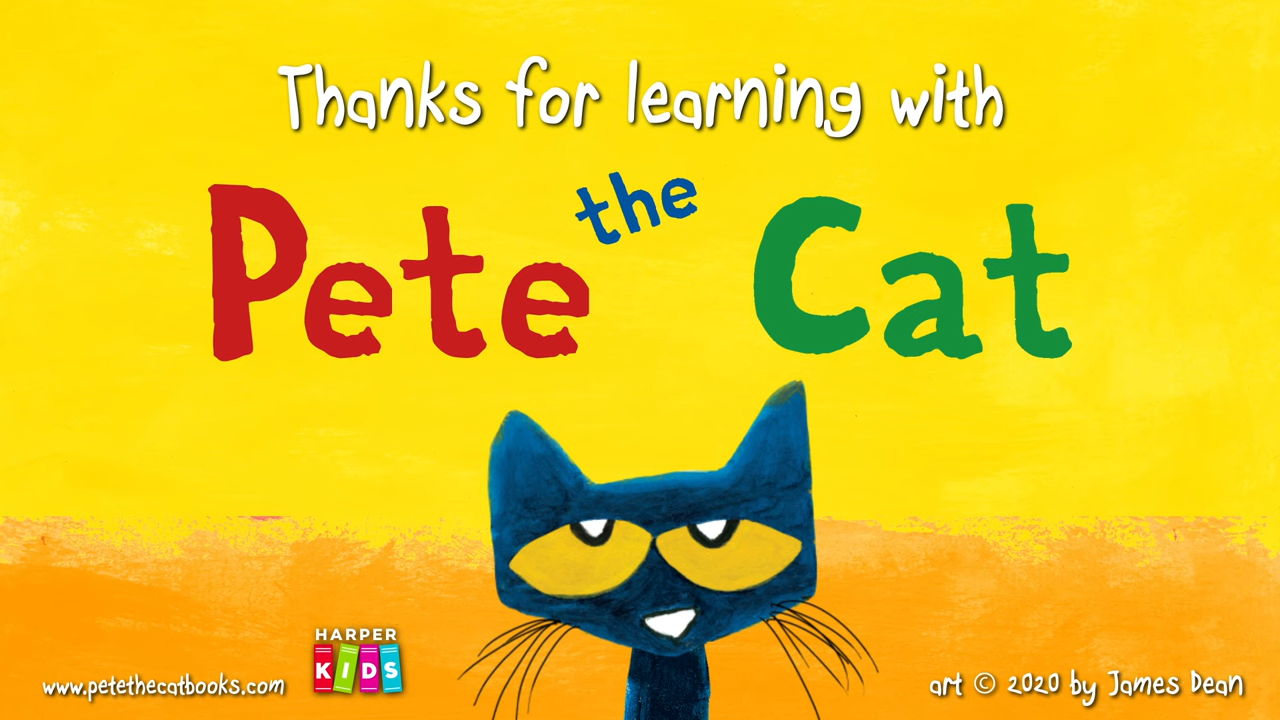 Thanks for learning with
Pete the Cat
HARPER
KIDS
www.petethecatbooks.com
art © 2020 by James Dean